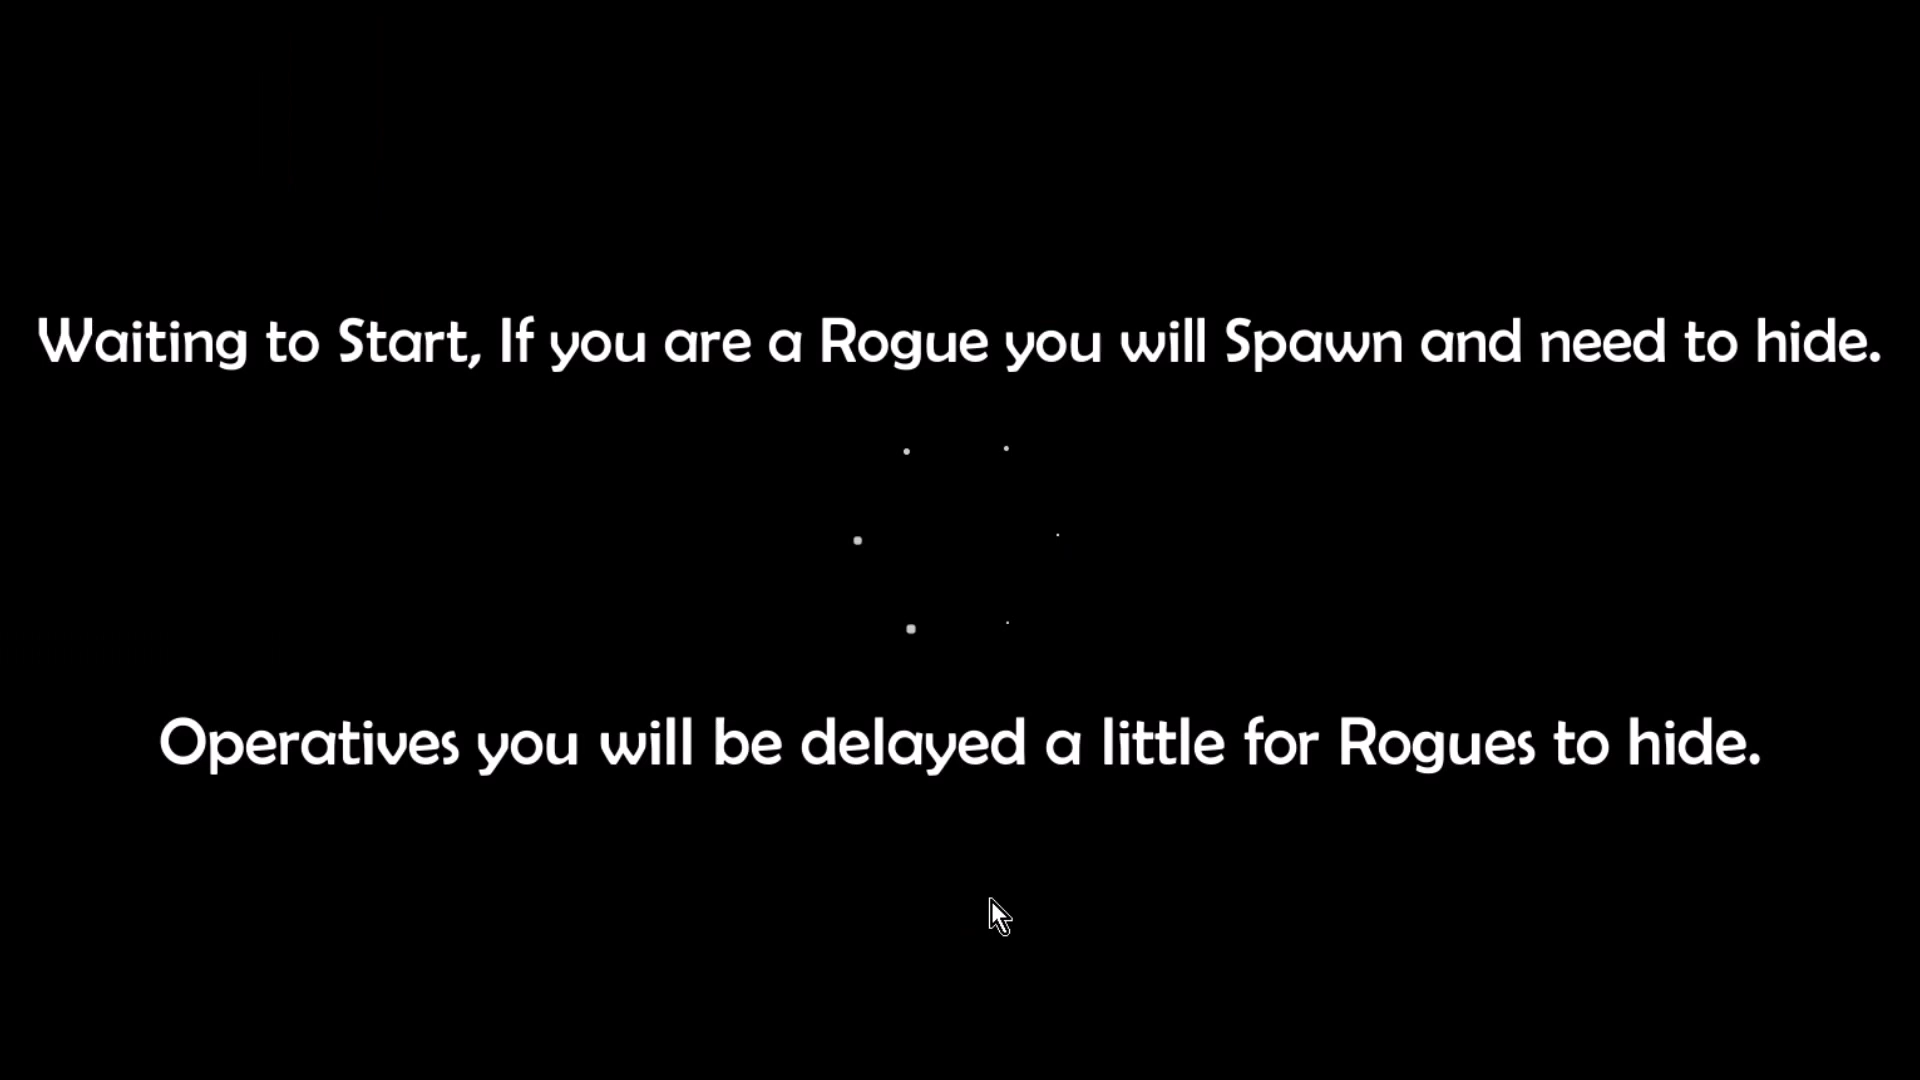 Waiting to Start, If you are a Rogue you will Spawn and need to hide.
Operatives you will be delayed a little for Rogues to hide.